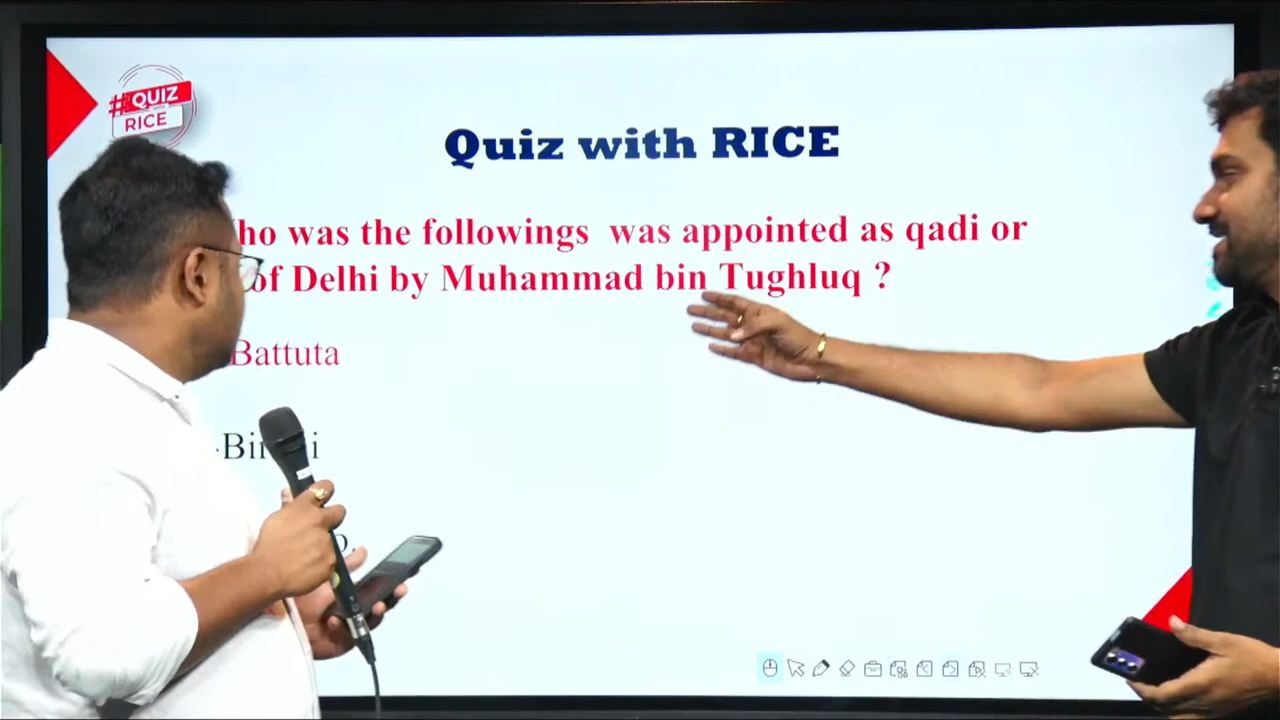 #QUIZ
WITH
RICE
Quiz with RICE
ho was the followings was appointed as qadi or
of Delhi by Muhammad bin Tughluq ?
Battuta